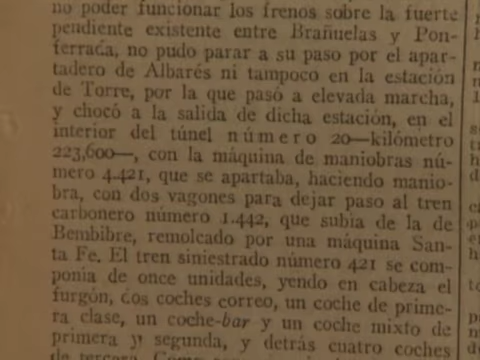 no poder funcionar los frenos sobre la fuerte
pendiente existente entre Brañuelas y Pon-
ferrada, no pudo parar a su paso por el apar-
tadero de Albarés ni tampoco en la estación
de Torre, por la que pasó a elevada marcha,
y chocó a la salida de dicha estación, en el
interior del túnel número 20—kilómetro
223,600—, con la máquina de maniobras nú-
mero 4.421, que se apartaba, haciendo manio-
bra, con dos vagones para dejar paso al tren
carbonero número 1.442, que subia de la de
Bembibre, remolcado por una máquina San-
ta Fe. El tren siniestrado número 421 se com-
ponía de once unidades, yendo en cabeza el
furgón, dos coches correo, un coche de prime-
ra clase, un coche-bar y un coche mixto de
primera y segunda, y detrás cuatro coches
de tercera.